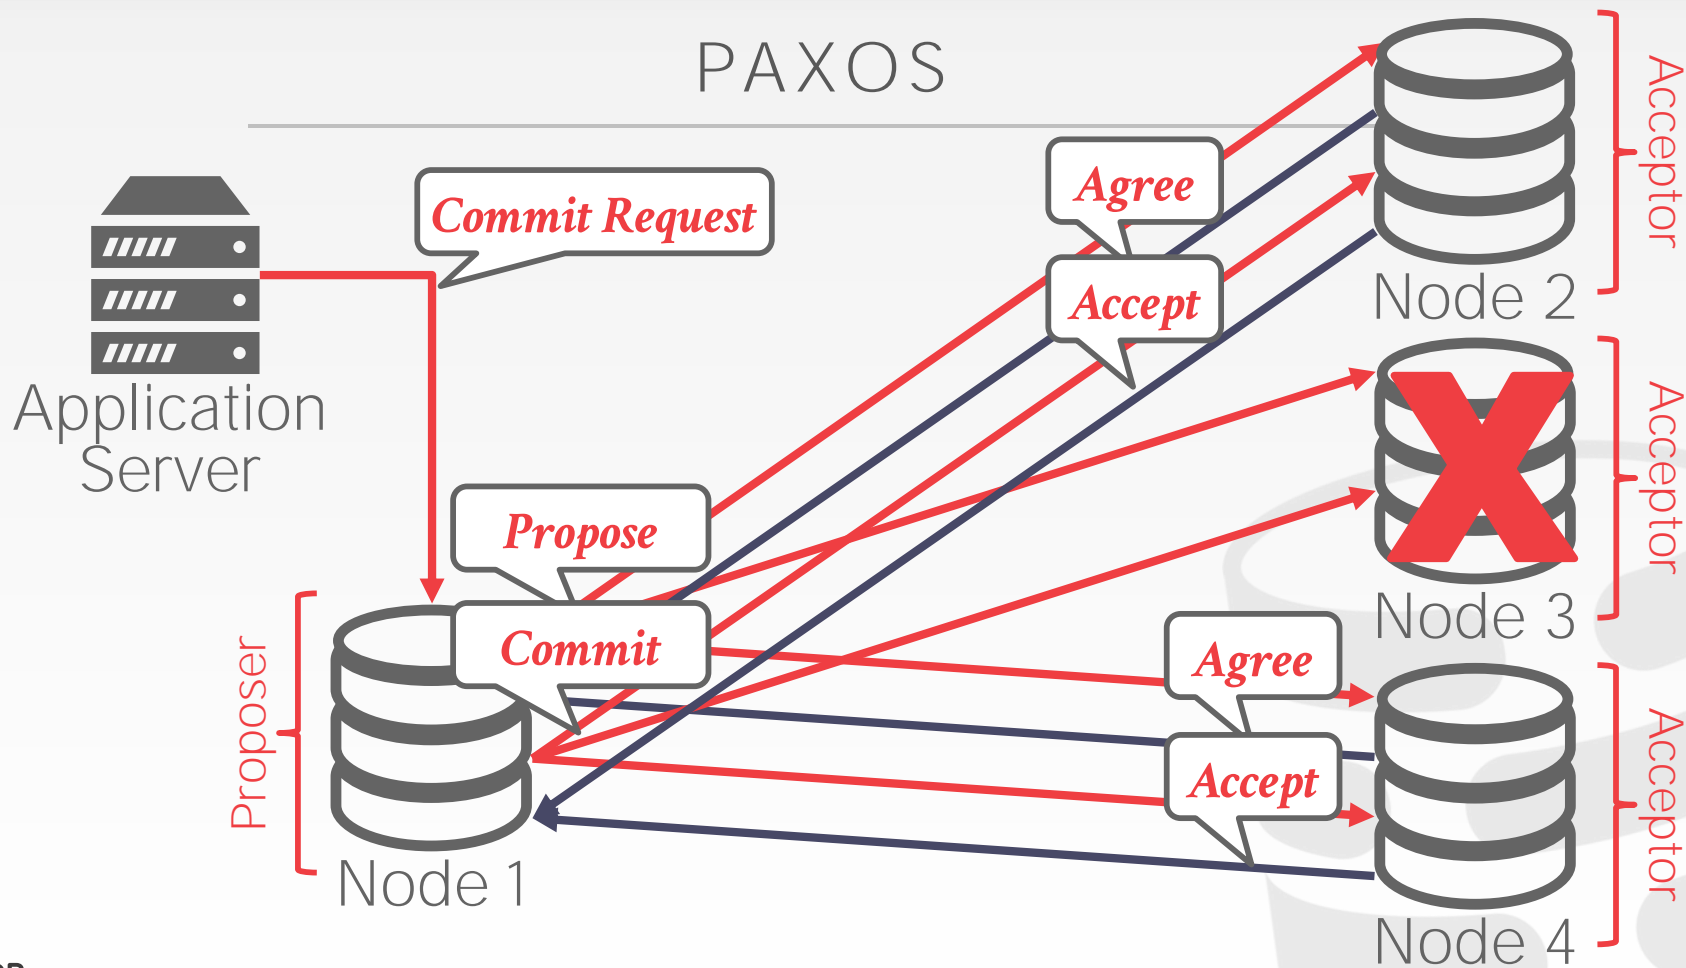 PAXOS
Commit Request
Agree
Accept
Acceptor
Node 2
Application
Server
Acceptor
Node 3
Propose
Commit
Proposer
Node 1
Agree
Accept
Acceptor
Node 4